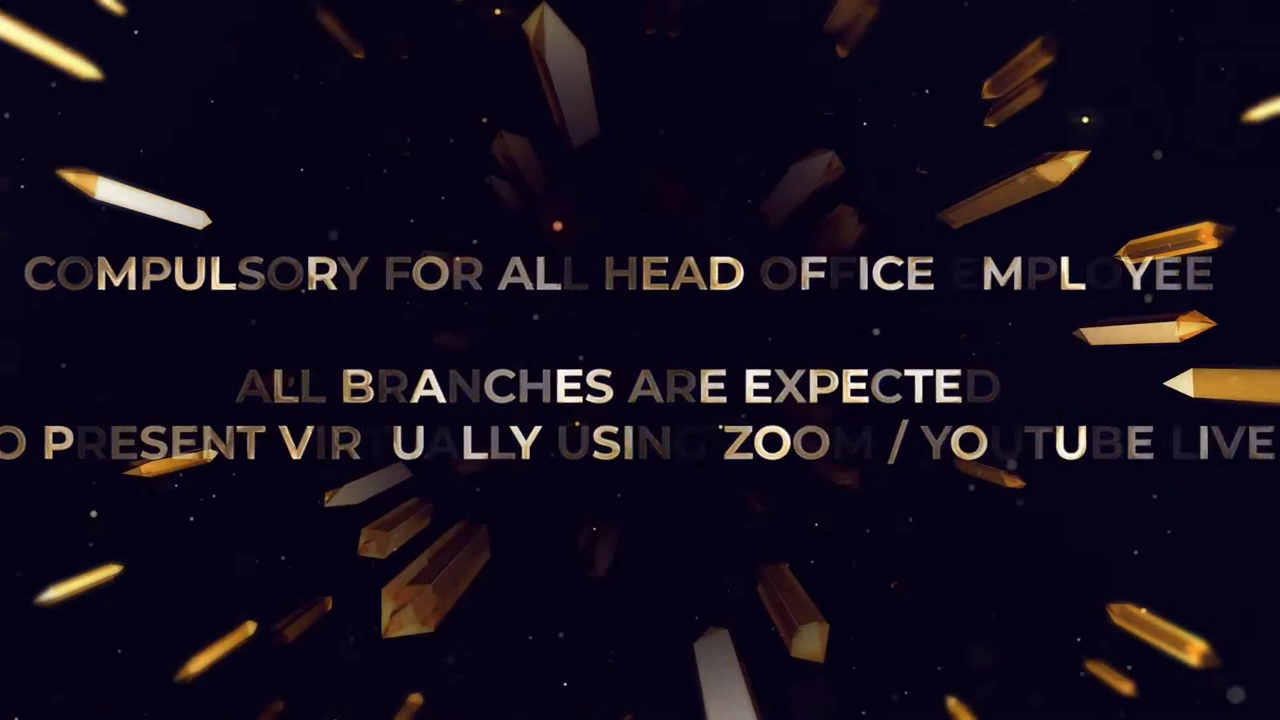 COMPULSORY FOR ALL HEAD OFFICE EMPLOYEE
ALL BRANCHES ARE EXPECTED
O PRESENT VIRTUALLY USING ZOOM / YOUTUBE LIVE